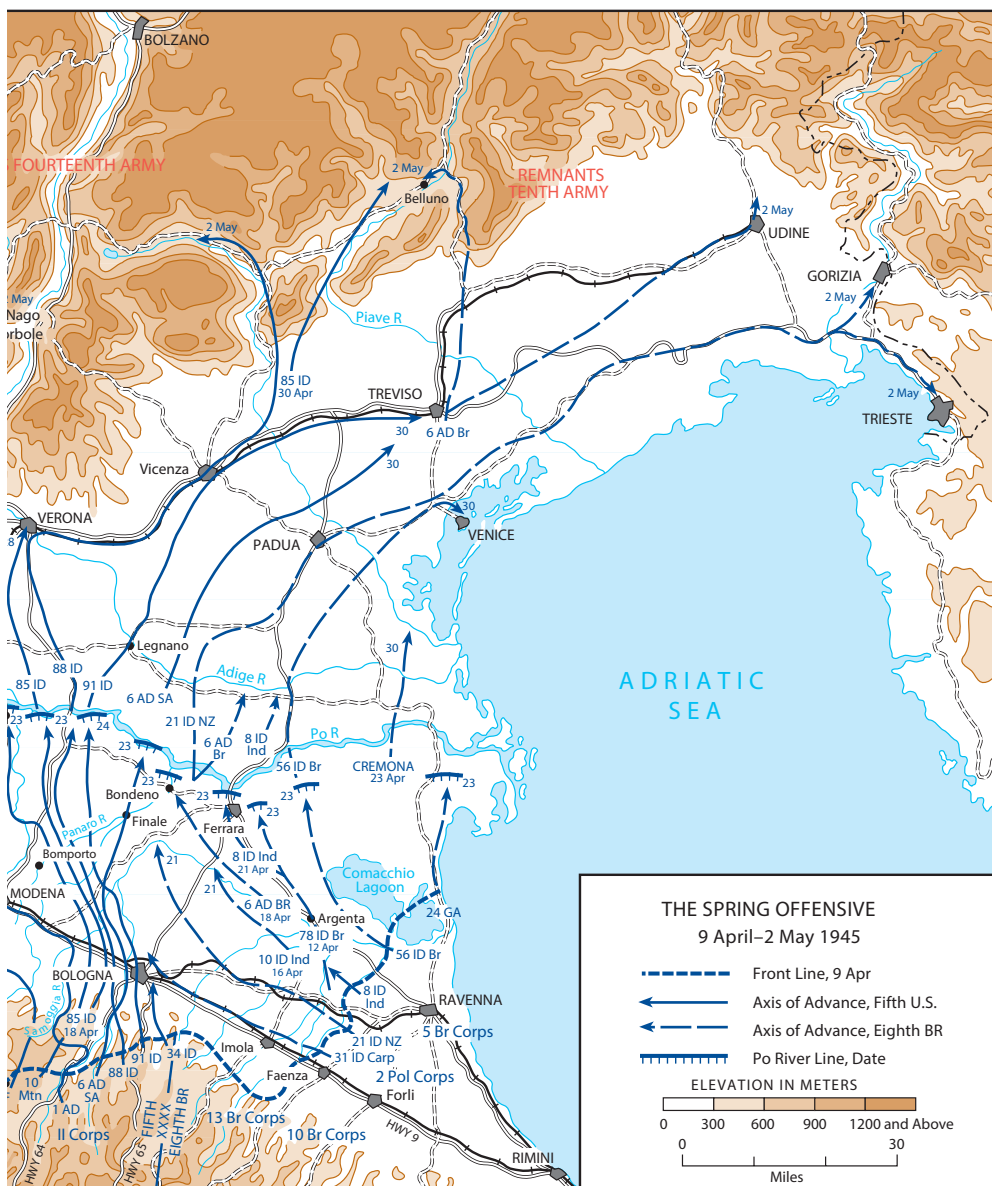 BOLZANO
S FOURTEENTH ARMY
2 May
Belluno
REMNANTS
TENTH ARMY
2 May
UDINE
2 May
GORIZIA
2 May
2 May
Nago
orbole
Piave R
85 ID
30 Apr
TREVISO
30
6 AD Br
30
2 May
TRIESTE
Vicenza
VERONA
8
PADUA
30
VENICE
Legnano
Adige R
30
88 ID
85 ID
91 ID
6 AD SA
21 ID NZ
6 AD
Br
8 ID
Ind
ADRIATIC
SEA
23
23
24
23
Po R
56 ID Br
CREMONA
23 Apr
23
23
23
23
23
Bondeno
Finale
Ferrara
Panaro R
Bomporto
21
8 ID Ind
21 Apr
21
6 AD BR
18 Apr
Comacchio
Lagoon
MODENA
Argenta
24 GA
78 ID Br
12 Apr
56 ID Br
10 ID Ind
16 Apr
8 ID
Ind
BOLOGNA
Samoggia R
85 ID
18 Apr
RAVENNA
5 Br Corps
21 ID NZ
31 ID Carp
2 Pol Corps
Imola
Faenza
Forli
91 ID
34 ID
88 ID
10
Mtn
6 AD
SA
1 AD
II Corps
FIFTH
XXXX
EIGHTH BR
13 Br Corps
10 Br Corps
HWY 64
HWY 65
HWY 9
RIMINI
THE SPRING OFFENSIVE
9 April–2 May 1945
Front Line, 9 Apr
Axis of Advance, Fifth U.S.
Axis of Advance, Eighth BR
Po River Line, Date
ELEVATION IN METERS
0 300 600 900 1200 and Above
0 30
Miles